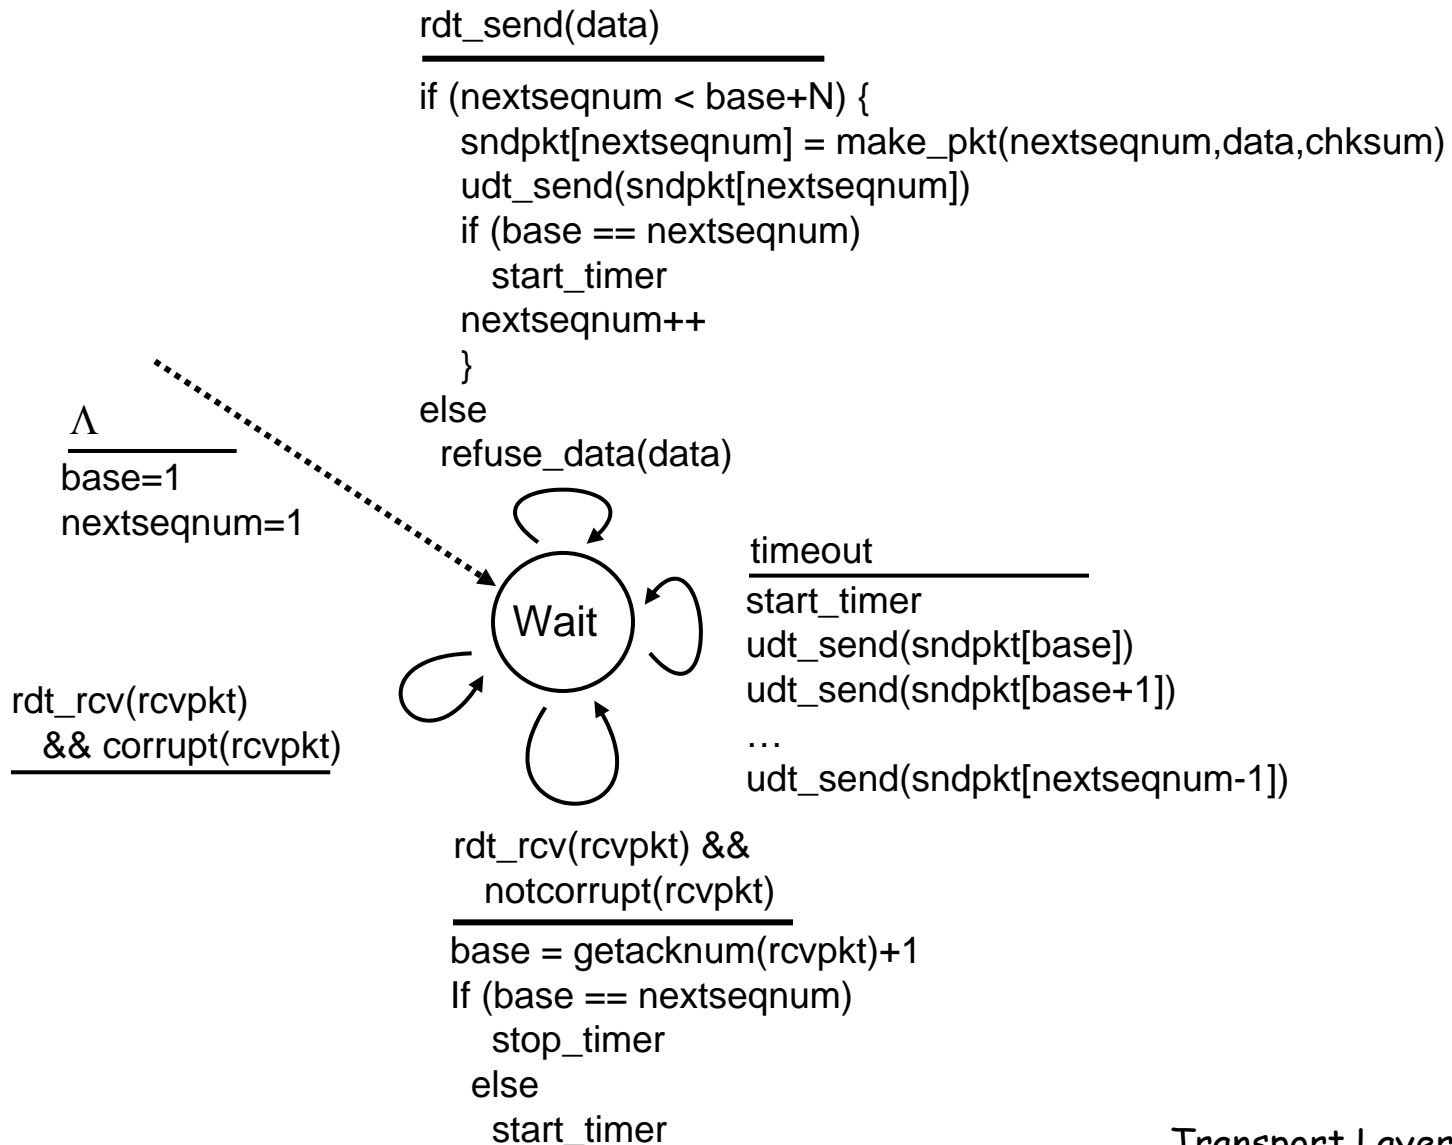 rdt_send(data)
if (nextseqnum < base+N) {
sndpkt[nextseqnum] = make_pkt(nextseqnum,data,chksum)
udt_send(sndpkt[nextseqnum])
if (base == nextseqnum)
start_timer
nextseqnum++
}
else
refuse_data(data)
Λ
base=1
nextseqnum=1
Wait
timeout
start_timer
udt_send(sndpkt[base])
udt_send(sndpkt[base+1])
…
udt_send(sndpkt[nextseqnum-1])
rdt_rcv(rcvpkt)
&& corrupt(rcvpkt)
rdt_rcv(rcvpkt) &&
notcorrupt(rcvpkt)
base = getacknum(rcvpkt)+1
If (base == nextseqnum)
stop_timer
else
start_timer
Transport Layer